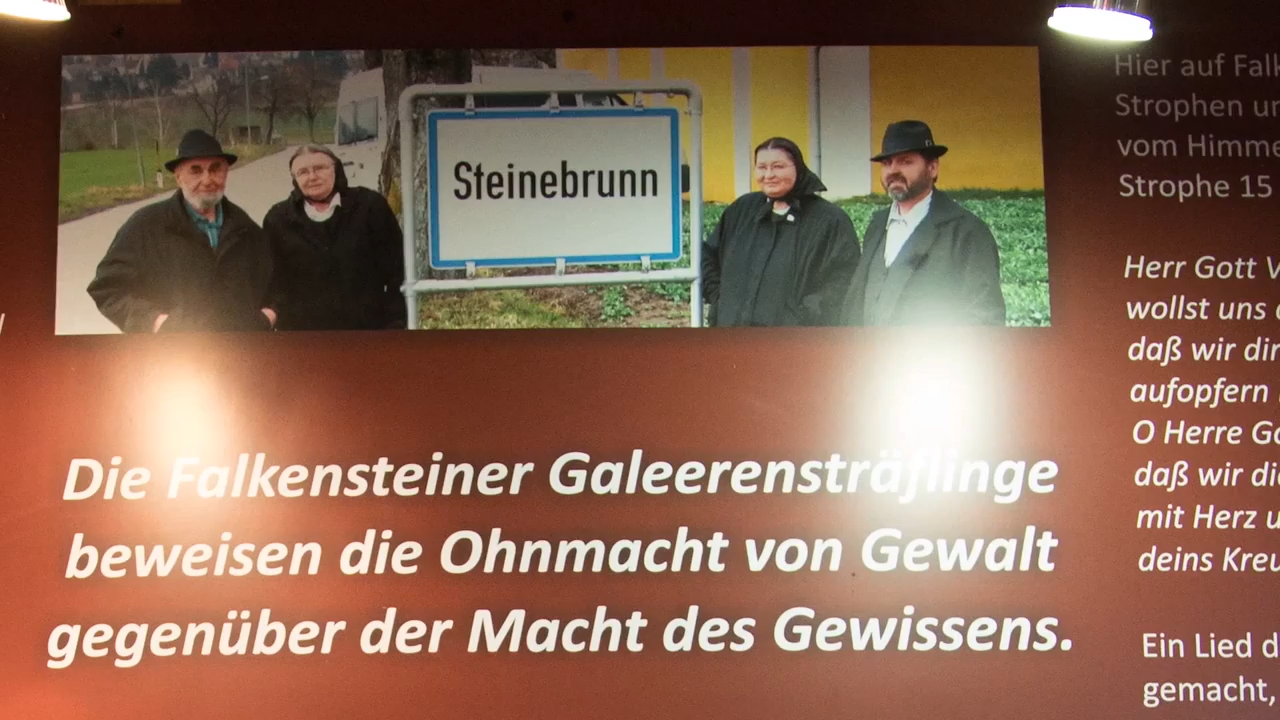 Steinebrunn
Die Falkensteiner Galeerensträflinge
beweisen die Ohnmacht von Gewalt
gegenüber der Macht des Gewissens.
Hier auf
Strophen
vom
Strophe 15
Herr Gott
wollst uns
daß wir
aufopfern
O Herre
daß wir
mit Herz
deins
Ein Lied
gemacht,